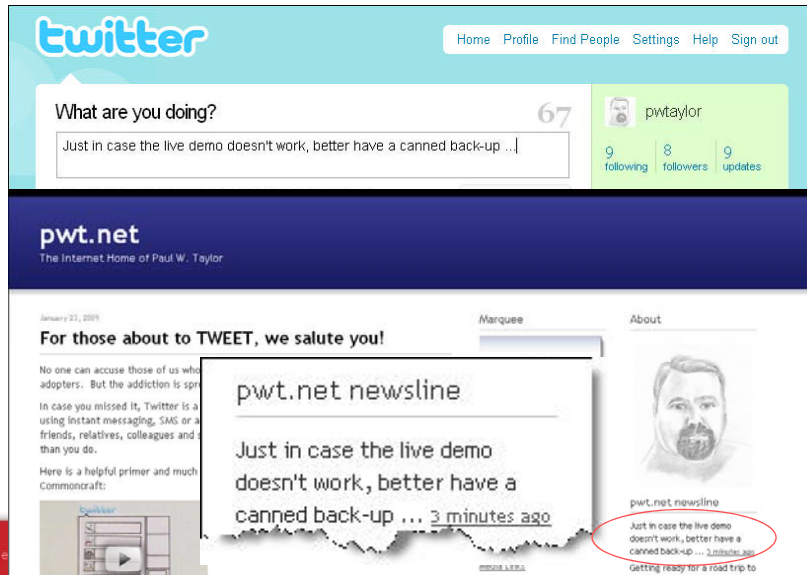 twitter
Home Profile Find People Settings Help Sign out
What are you doing?
67
Just in case the live demo doesn't work, better have a canned back-up ...
pwtaylor
9 8 9
following followers updates
pwt.net
The Internet Home of Paul W. Taylor
January 23, 2009
For those about to TWEET, we salute you!
No one can accuse those of us who
adopters. But the addiction is spr
In case you missed it, Twitter is a
using instant messaging, SMS or a
friends, relatives, colleagues and s
than you do.
Here is a helpful primer and much
Commoncraft:
twitter
Marquee
pwt.net newsline
Just in case the live demo
doesn't work, better have a
canned back-up ... 3 minutes ago
Media Links
About
pwt.net newsline
Just in case the live demo
doesn't work, better have a
canned back-up ... 3 minutes ago
Getting ready for a road trip to
e